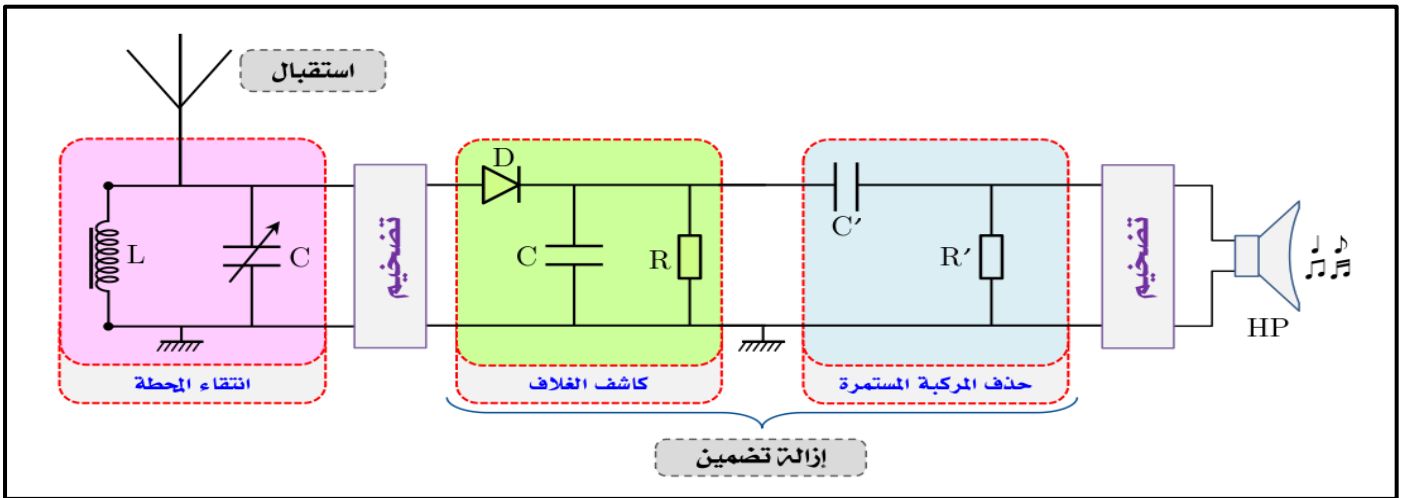 استقبال
D
L
C
تضخيم
C
R
C′
R′
تضخيم
HP
انتقاء المحطة
كاشف الغلاف
حذف المركبة المستمرة
إزالة تضمين